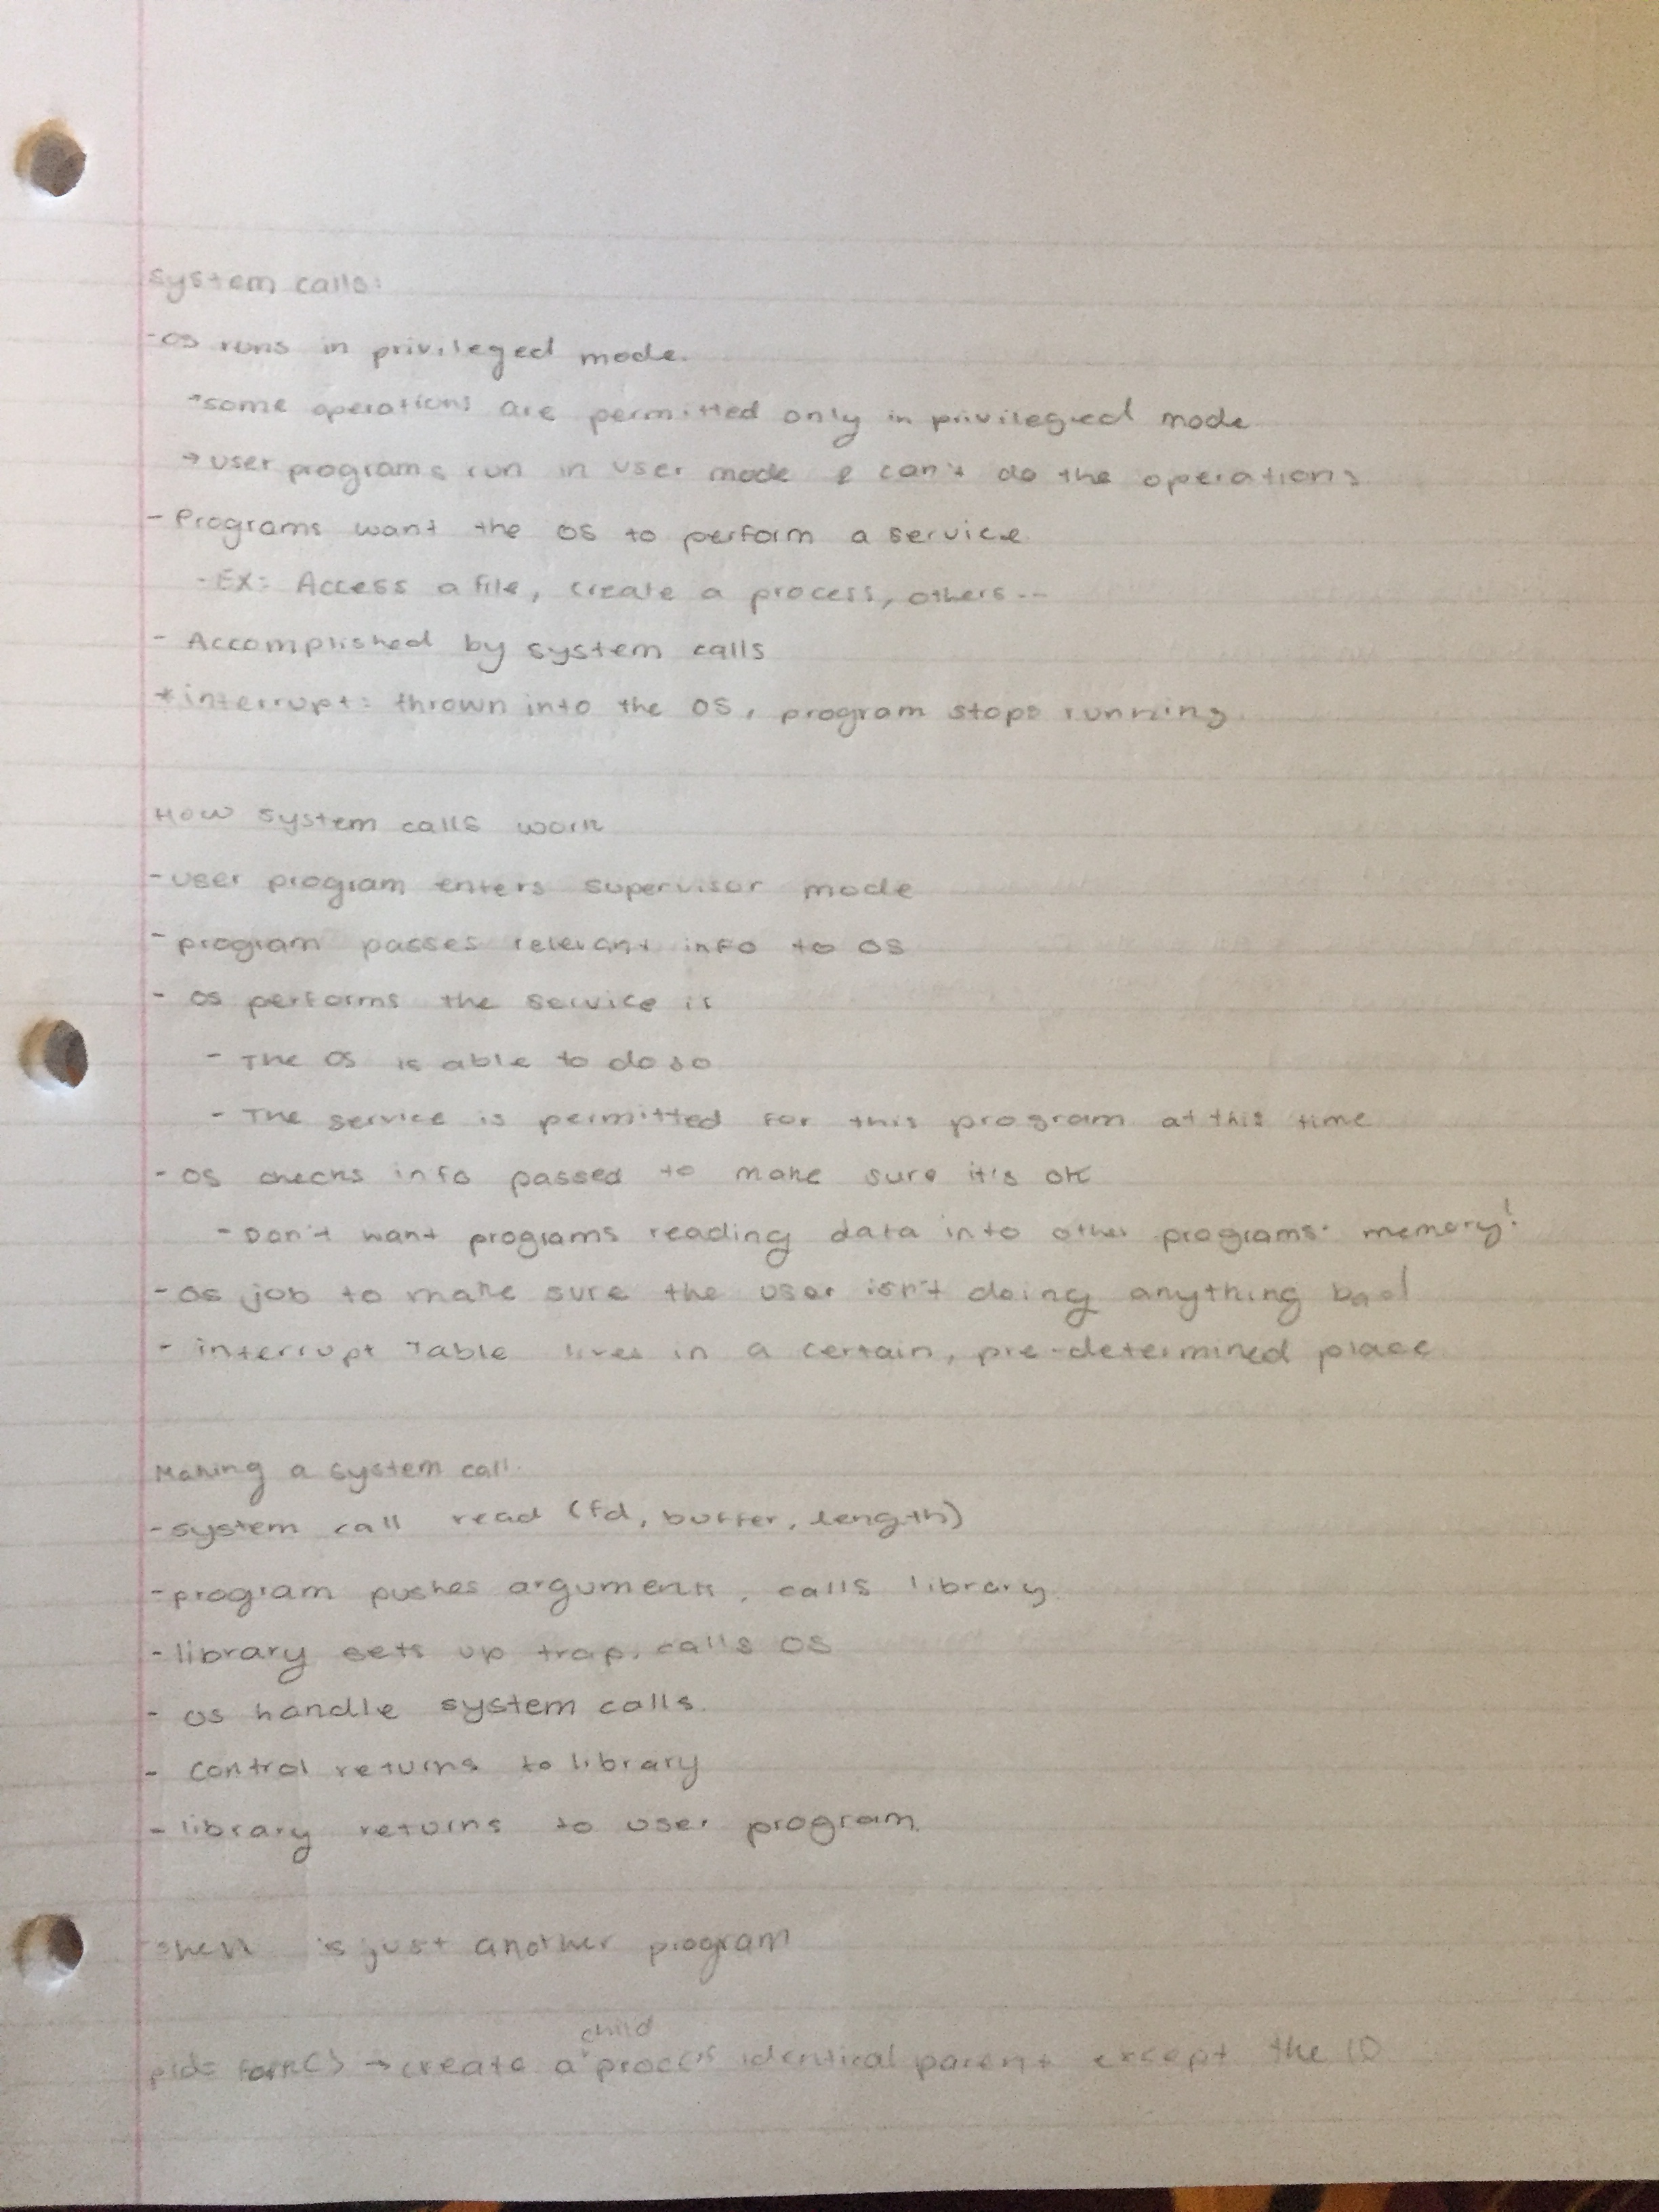 System calls:
-OS runs in privileged mode.
-some operations are permitted only in privileged mode
→ user programs run in user mode & can't do the operations
- Programs want the OS to perform a service
-EX: Access a file, create a process, others...
- Accomplished by system calls
*interrupt: thrown into the OS, program stops running.
How system calls work
-user program enters supervisor mode
-program passes relevant info to OS
- OS performs the service if
- The OS is able to do so
- The service is permitted for this program at this time
- OS checks info passed to make sure it's OK
- Don't want programs reading data into other programs' memory!
- OS job to make sure the user isn't doing anything bad
- interrupt Table lives in a certain, pre-determined place
Making a system call.
-system call read (fd, buffer, length)
-program pushes arguments, calls library.
-library sets up trap, calls OS
- OS handle system calls.
- Control returns to library
- library returns to user program.
shell is just another program
child
pid= fork() → create a process identical parent except the ID